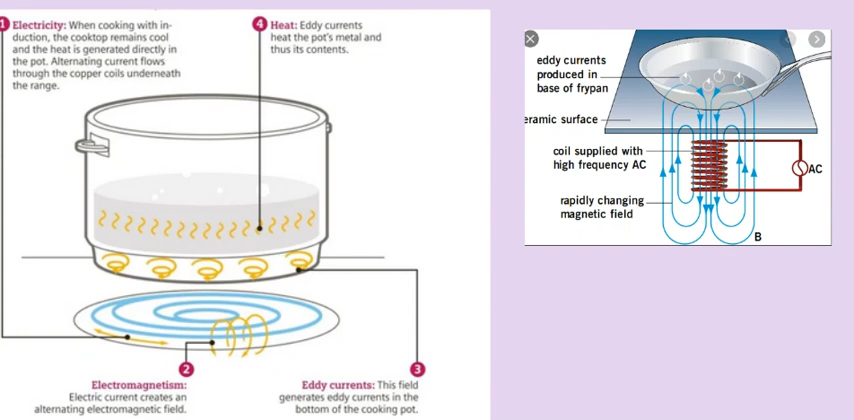 1 Electricity: When cooking with in-
duction, the cooktop remains cool
and the heat is generated directly in
the pot. Alternating current flows
through the copper coils underneath
the range.
4 Heat: Eddy currents
heat the pot's metal and
thus its contents.
2
Electromagnetism:
Electric current creates an
alternating electromagnetic field.
3
Eddy currents: This field
generates eddy currents in the
bottom of the cooking pot.
eddy currents
produced in
base of frypan
eramic surface
coil supplied with
high frequency AC
AC
rapidly changing
magnetic field
B